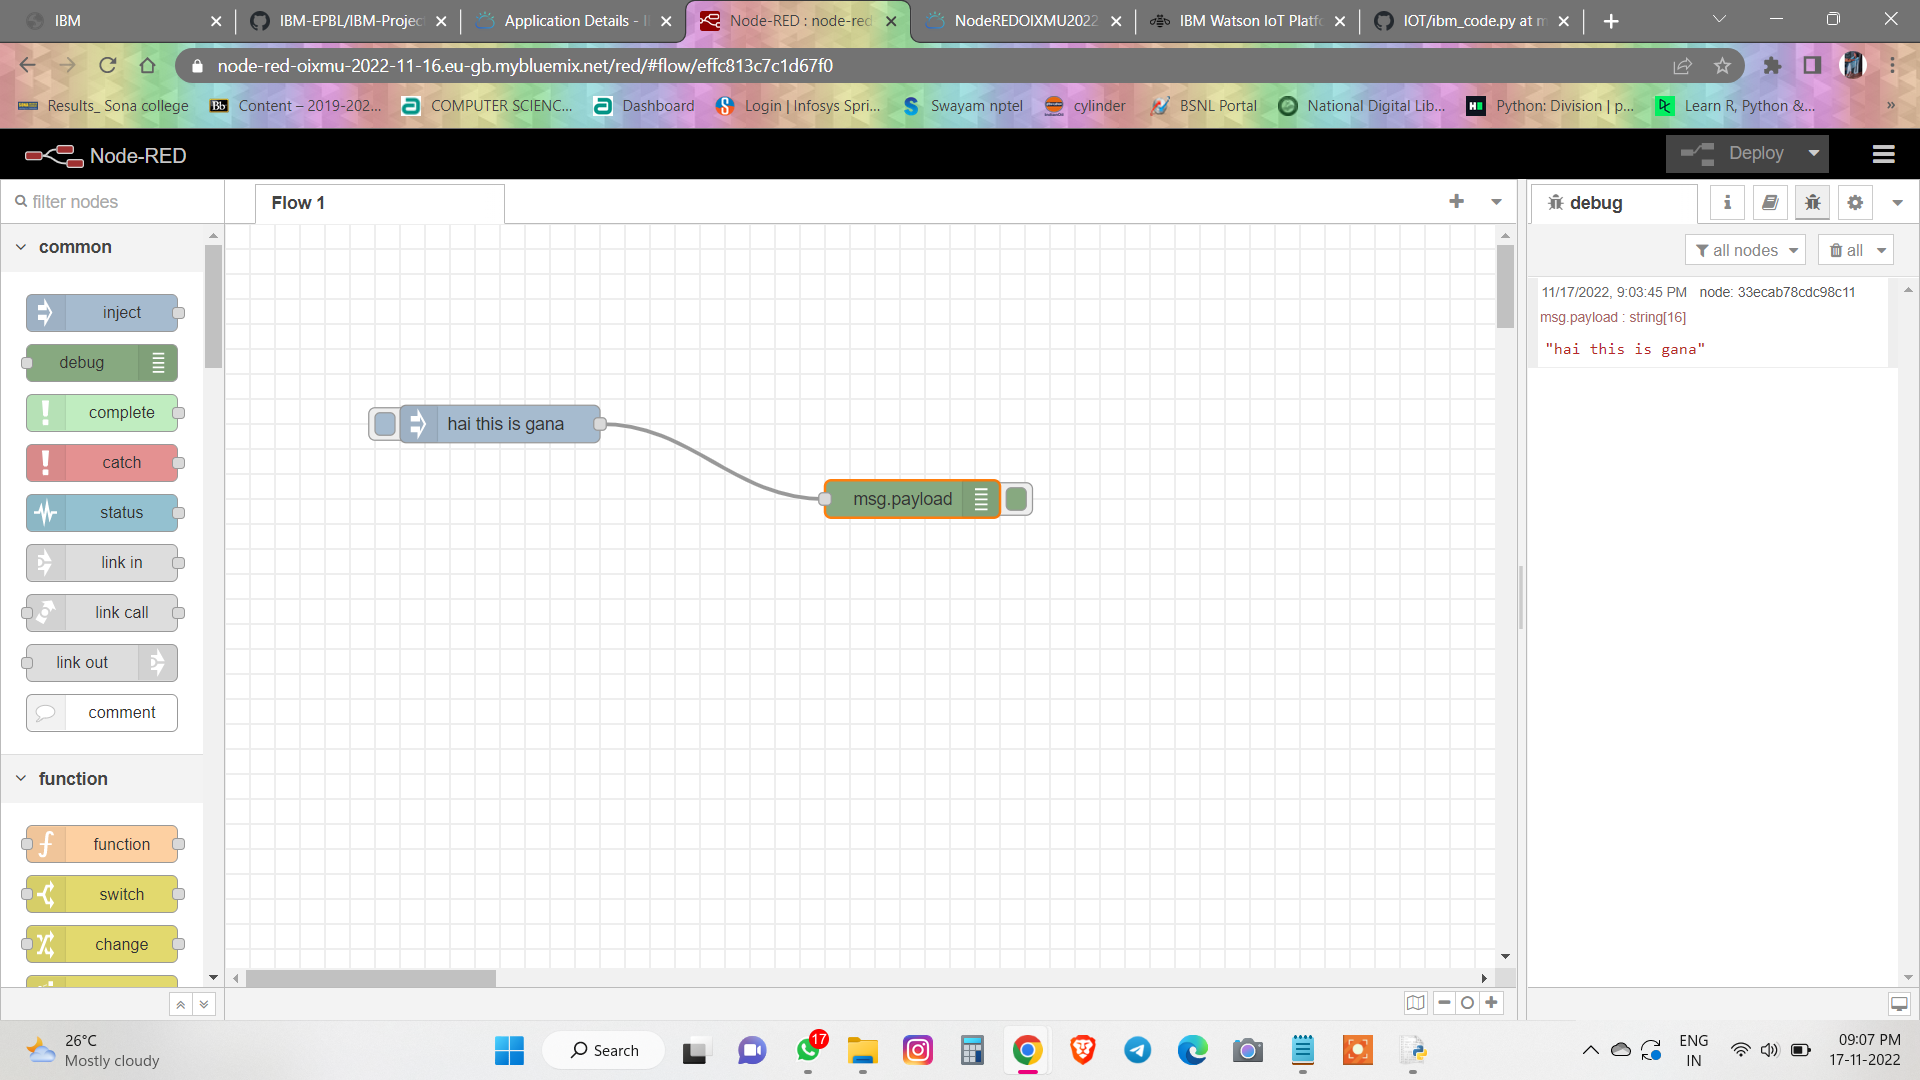 IBM
IBM-EPBL/IBM-Project
Application Details - I
Node-RED : node-red
NodeREDOIXMU2022
IBM Watson IoT Platfo
IOT/ibm_code.py at m
node-red-oixmu-2022-11-16.eu-gb.mybluemix.net/red/#flow/effc813c7c1d67f0
Results_ Sona college
Content – 2019-202...
COMPUTER SCIENC...
Dashboard
Login | Infosys Spri...
Swayam nptel
cylinder
BSNL Portal
National Digital Lib...
Python: Division | p...
Learn R, Python &...
Node-RED
Deploy
filter nodes
Flow 1
debug
all nodes
all
common
inject
debug
complete
catch
status
link in
link call
link out
comment
function
function
switch
change
hai this is gana
msg.payload
11/17/2022, 9:03:45 PM node: 33ecab78cdc98c11
msg.payload : string[16]
"hai this is gana"
26°C
Mostly cloudy
Search
17
ENG
IN
09:07 PM
17-11-2022